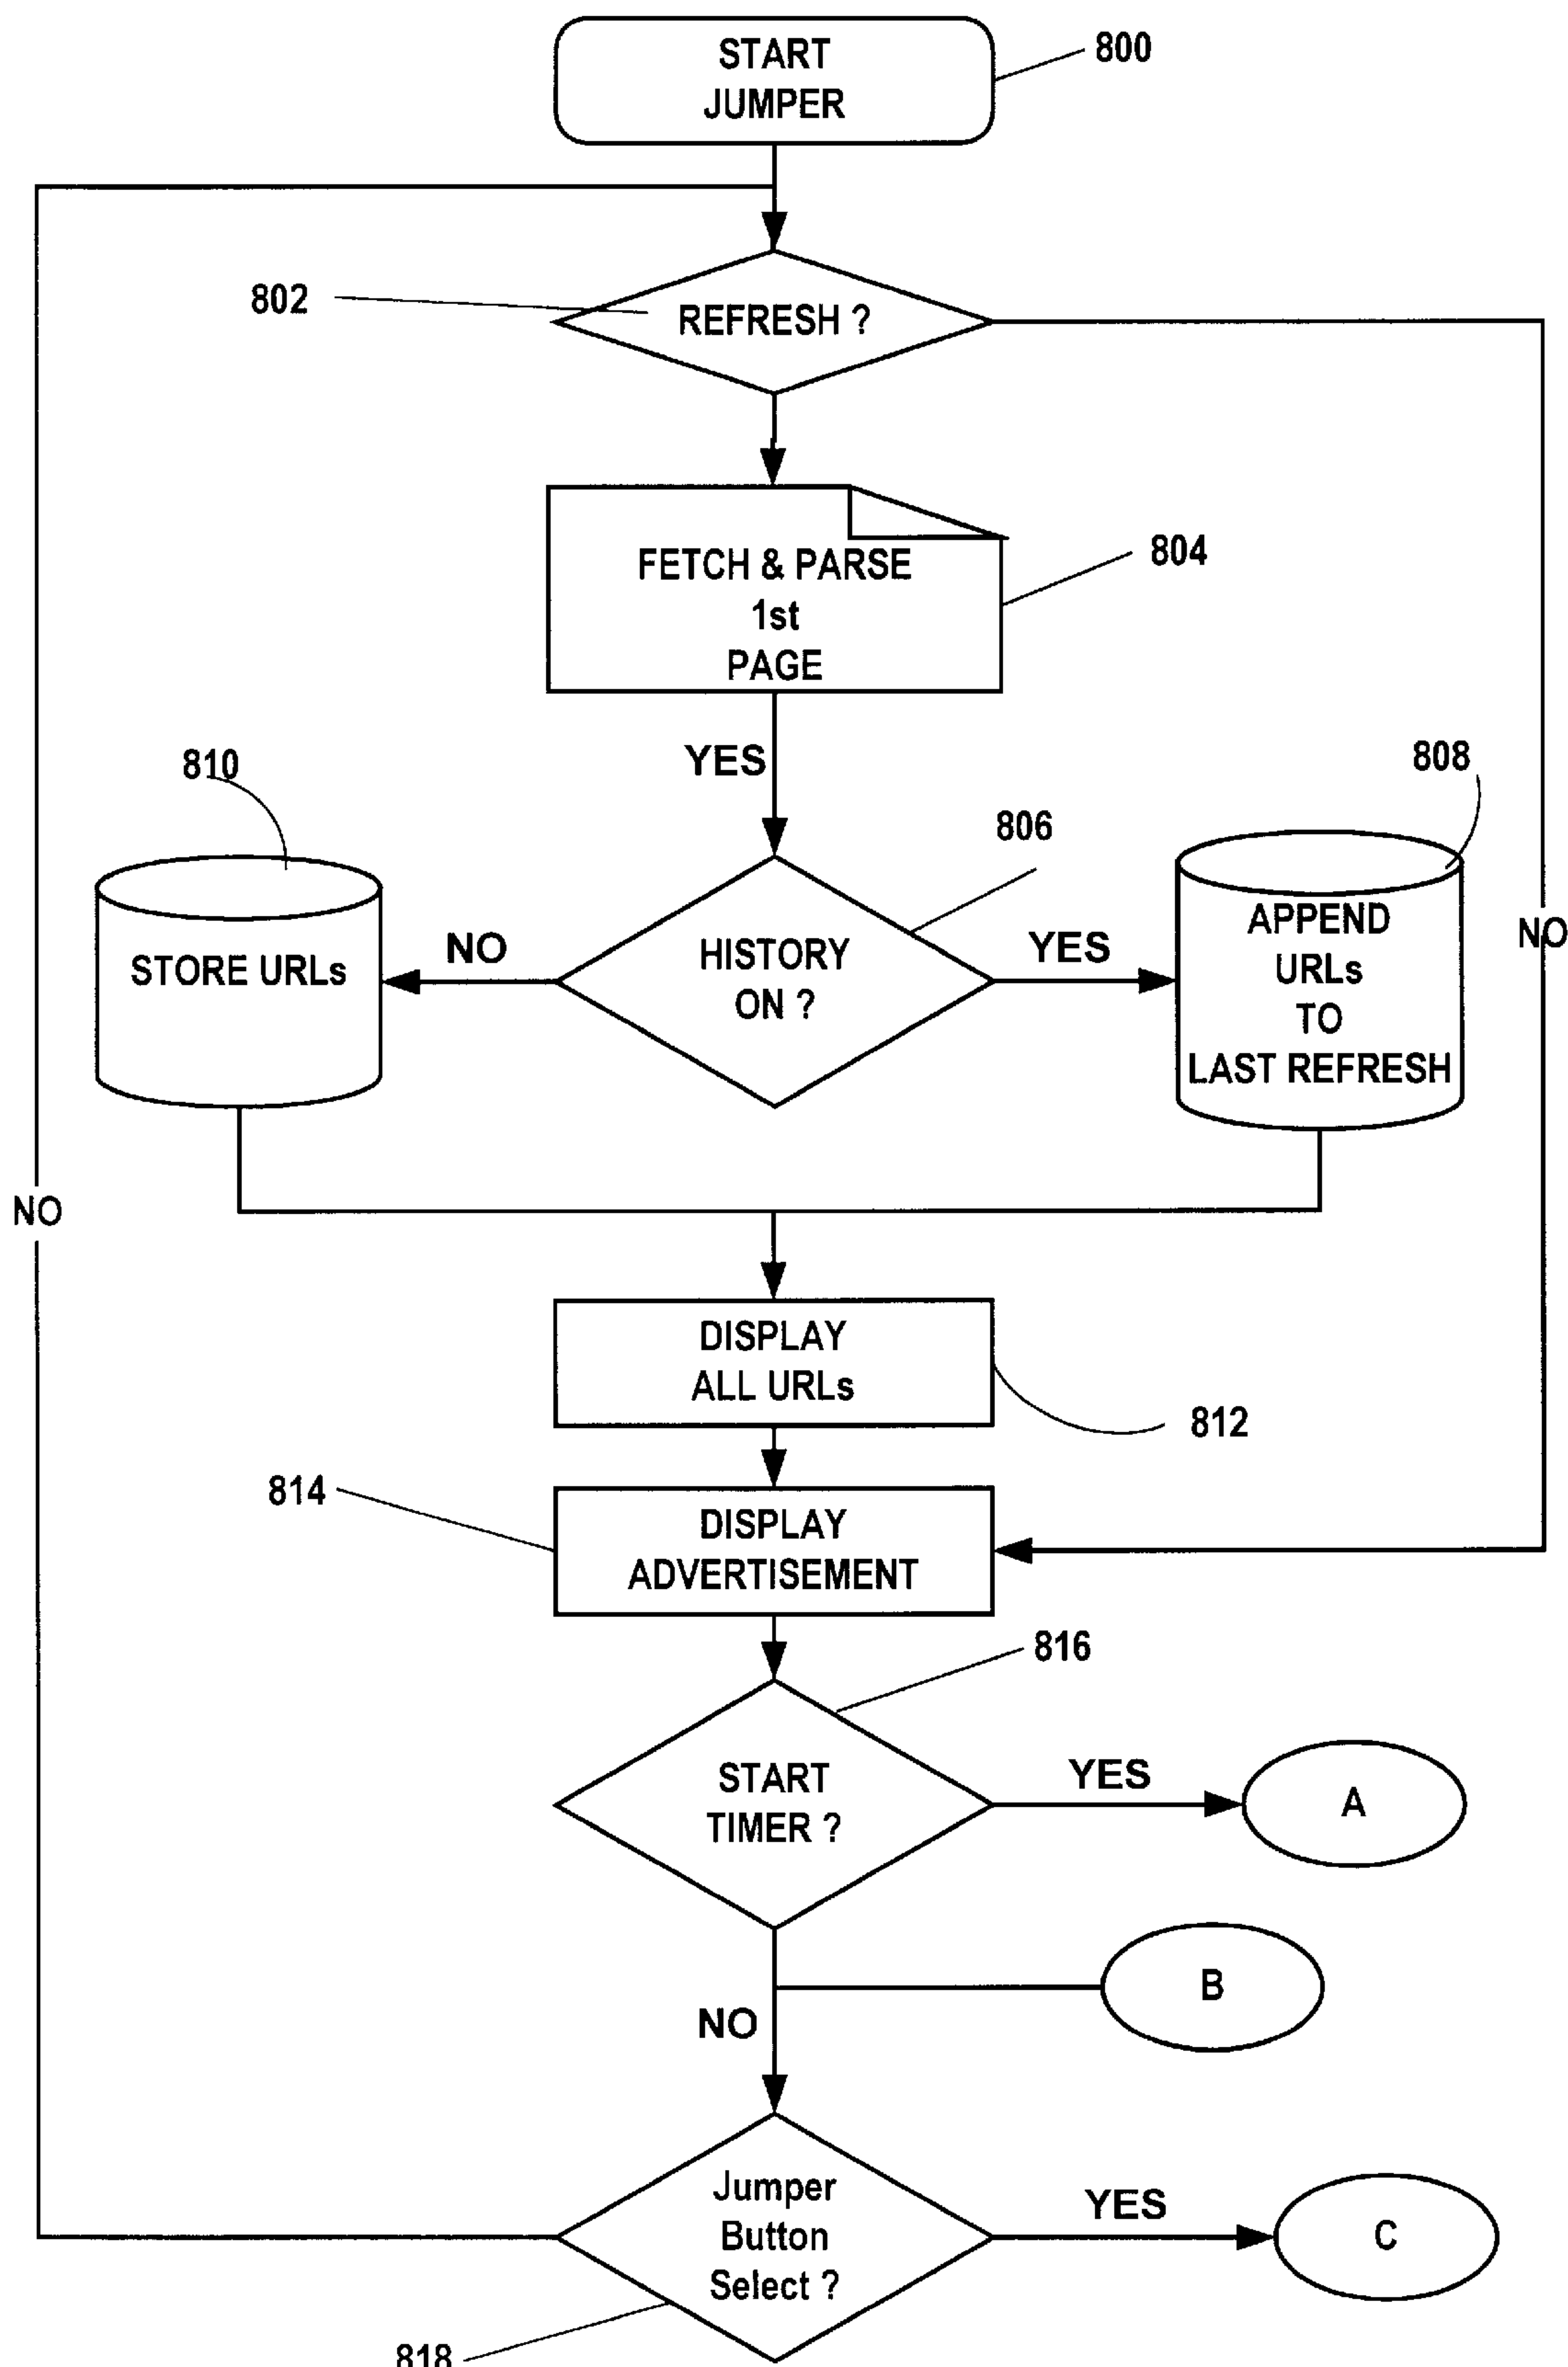 START
JUMPER
800
802
REFRESH ?
FETCH & PARSE
1st
PAGE
804
YES
810
808
806
STORE URLs
NO
HISTORY
ON ?
YES
APPEND
URLs
TO
LAST REFRESH
NO
NO
DISPLAY
ALL URLs
812
814
DISPLAY
ADVERTISEMENT
816
START
TIMER ?
YES
A
B
NO
Jumper
Button
Select ?
YES
C
818